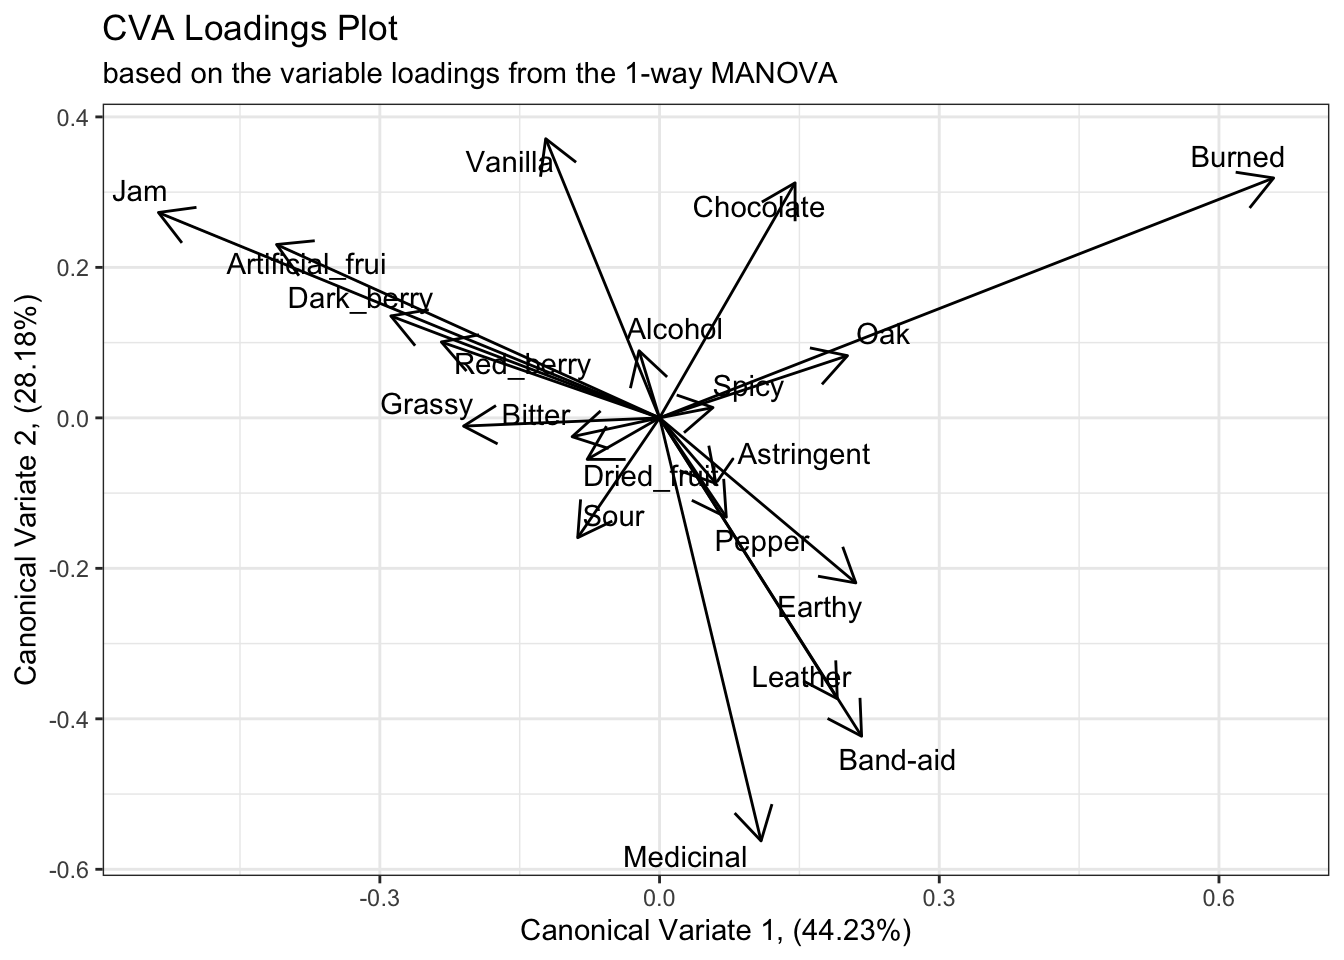 CVA Loadings Plot
based on the variable loadings from the 1-way MANOVA
0.4
Vanilla
Burned
Jam
Chocolate
0.2
Artificial_frui
Dark_berry
Alcohol
Oak
Red_berry
Spicy
Grassy
Bitter
0.0
Astringent
Dried_fruit
Sour
Pepper
-0.2
Earthy
Leather
-0.4
Band-aid
Medicinal
-0.6
-0.3
0.0
0.3
0.6
Canonical Variate 1, (44.23%)
Canonical Variate 2, (28.18%)